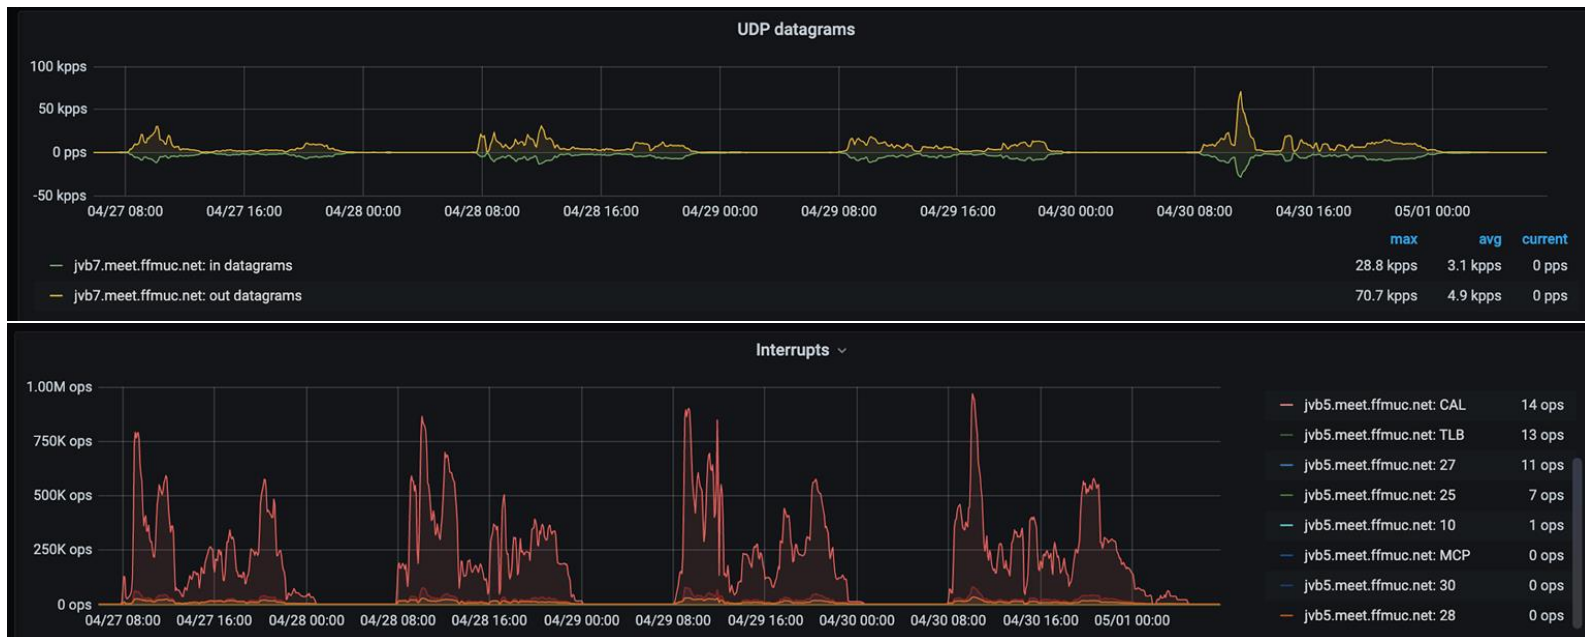 UDP datagrams
100 kpps
50 kpps
0 pps
-50 kpps
04/27 08:00 04/27 16:00 04/28 00:00 04/28 08:00 04/28 16:00 04/29 00:00 04/29 08:00 04/29 16:00 04/30 00:00 04/30 08:00 04/30 16:00 05/01 00:00
max avg current
jvb7.meet.ffmuc.net: in datagrams 28.8 kpps 3.1 kpps 0 pps
jvb7.meet.ffmuc.net: out datagrams 70.7 kpps 4.9 kpps 0 pps
Interrupts
1.00M ops
750K ops
500K ops
250K ops
0 ops
04/27 08:00 04/27 16:00 04/28 00:00 04/28 08:00 04/28 16:00 04/29 00:00 04/29 08:00 04/29 16:00 04/30 00:00 04/30 08:00 04/30 16:00 05/01 00:00
jvb5.meet.ffmuc.net: CAL 14 ops
jvb5.meet.ffmuc.net: TLB 13 ops
jvb5.meet.ffmuc.net: 27 11 ops
jvb5.meet.ffmuc.net: 25 7 ops
jvb5.meet.ffmuc.net: 10 1 ops
jvb5.meet.ffmuc.net: MCP 0 ops
jvb5.meet.ffmuc.net: 30 0 ops
jvb5.meet.ffmuc.net: 28 0 ops